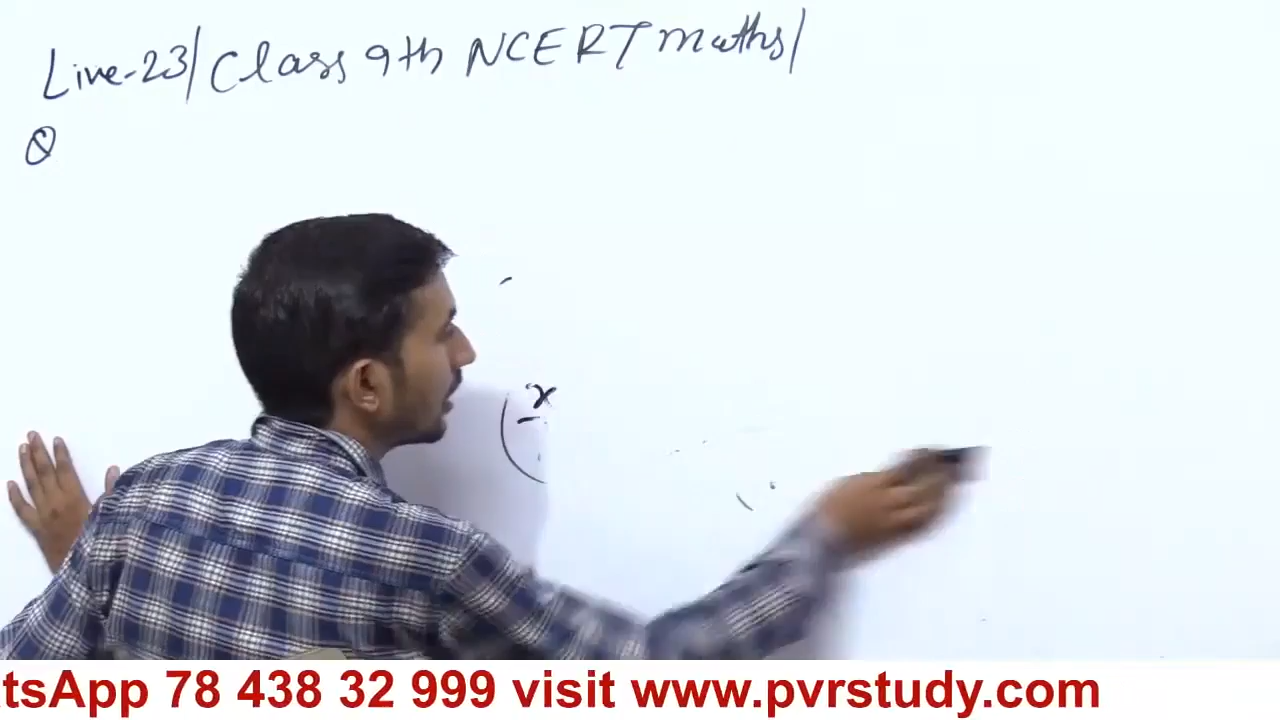 Live-23/Class 9th NCERT maths/
Q
x
tsApp 78 438 32 999 visit www.pvrstudy.com